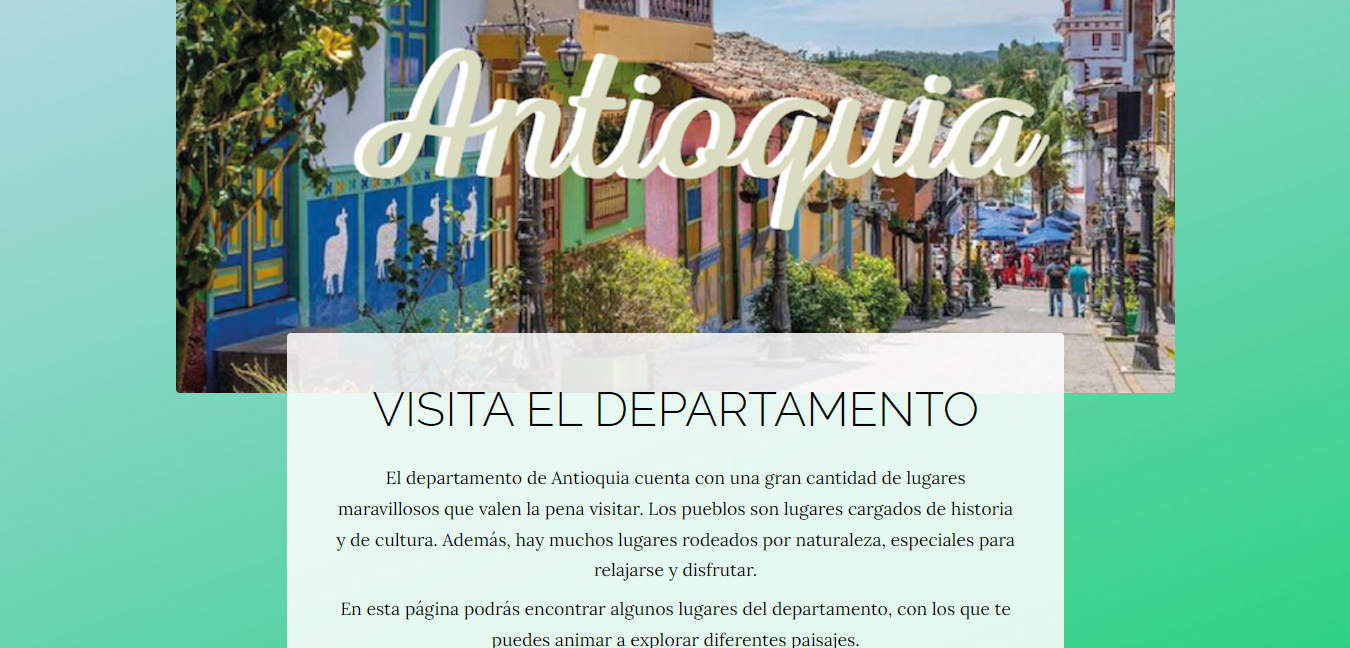 Antioquia
VISITA EL DEPARTAMENTO
El departamento de Antioquia cuenta con una gran cantidad de lugares
maravillosos que valen la pena visitar. Los pueblos son lugares cargados de historia
y de cultura. Además, hay muchos lugares rodeados por naturaleza, especiales para
relajarse y disfrutar.
En esta página podrás encontrar algunos lugares del departamento, con los que te
puedes animar a explorar diferentes paisajes.